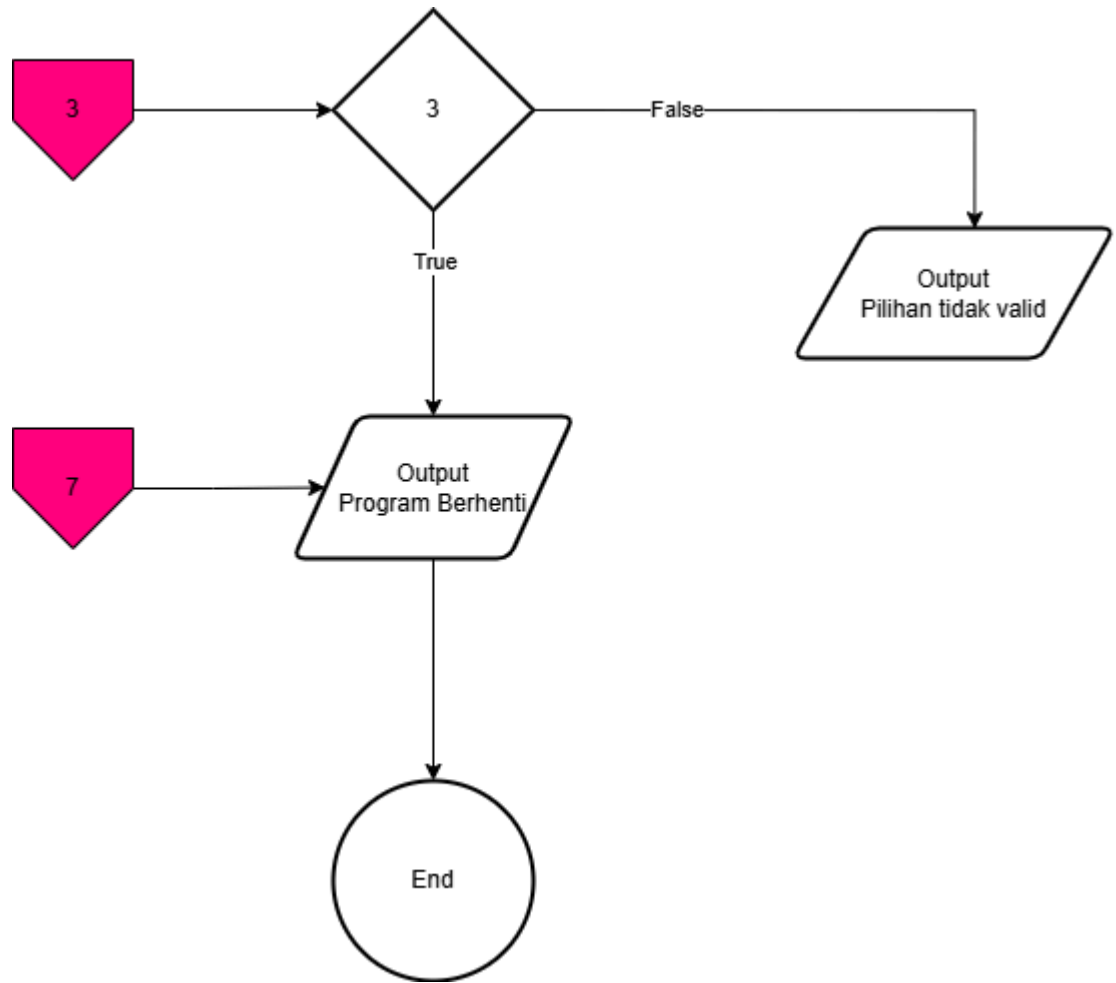 3
3
False
True
Output
Pilihan tidak valid
7
Output
Program Berhenti
End